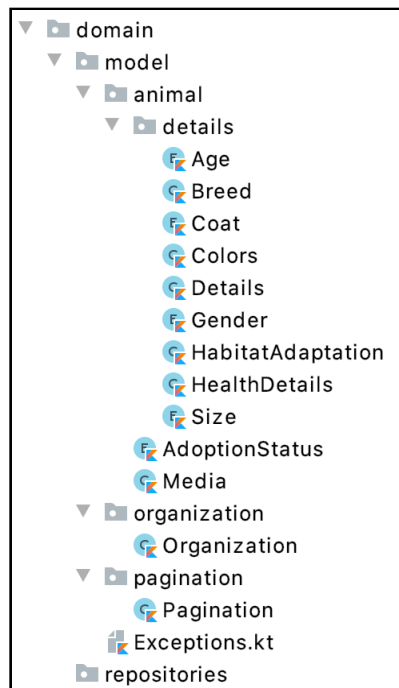 domain
model
animal
details
Age
Breed
Coat
Colors
Details
Gender
HabitatAdaptation
HealthDetails
Size
AdoptionStatus
Media
organization
Organization
pagination
Pagination
Exceptions.kt
repositories